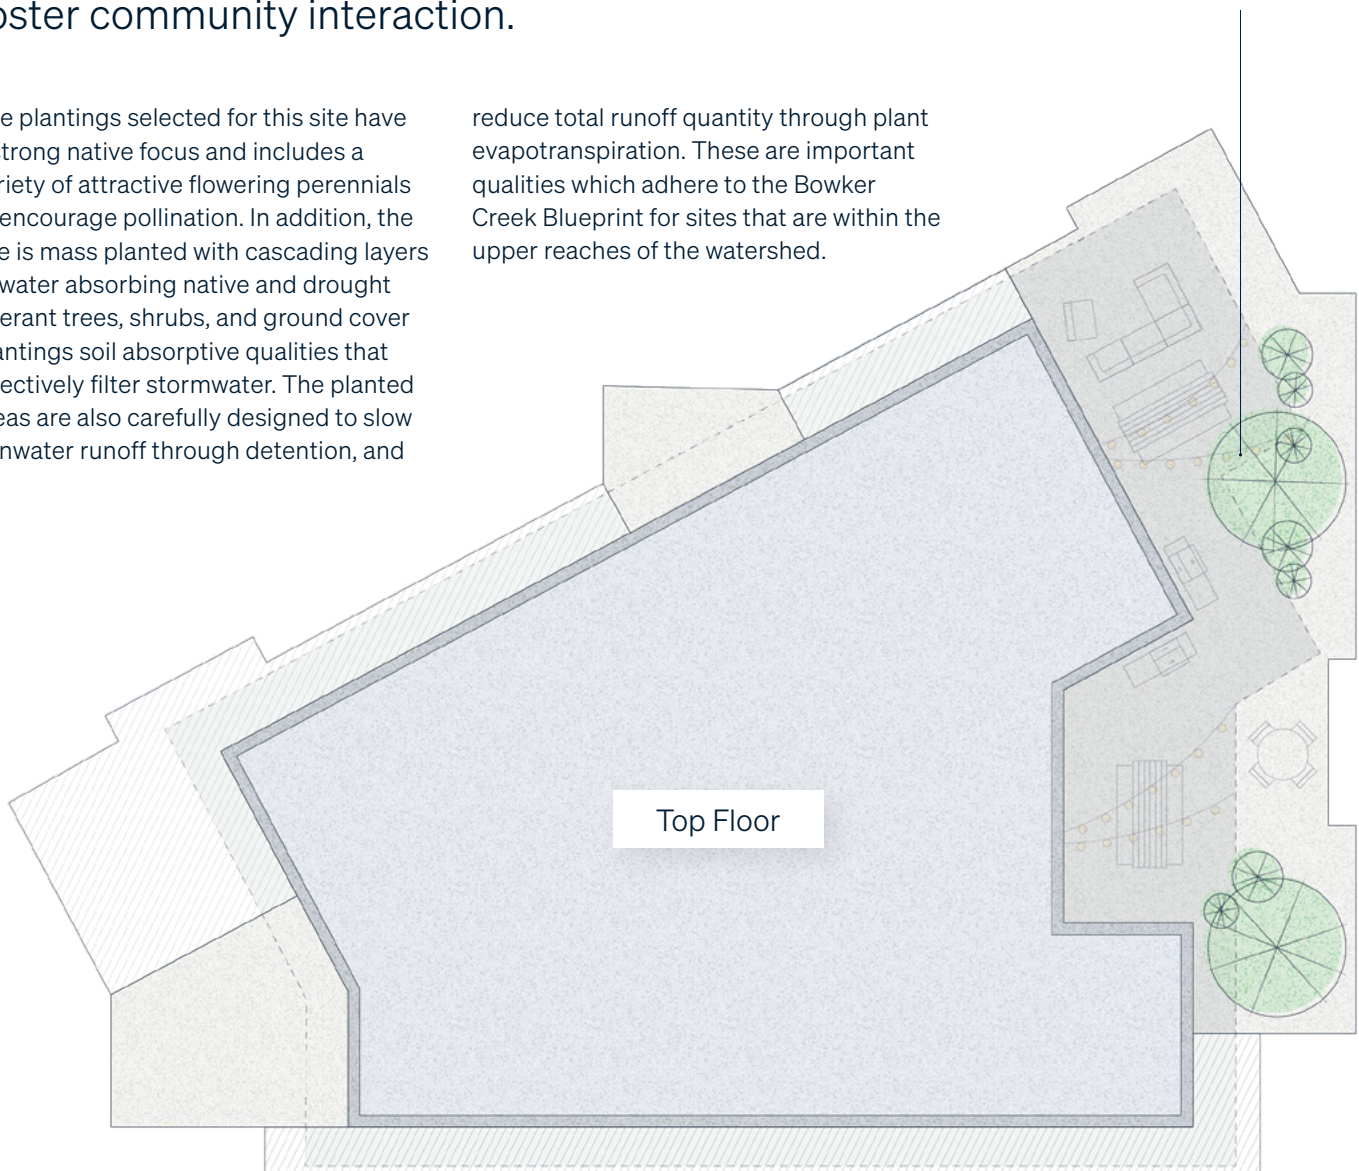 oster community interaction.
e plantings selected for this site have
strong native focus and includes a
riety of attractive flowering perennials
encourage pollination. In addition, the
e is mass planted with cascading layers
water absorbing native and drought
erant trees, shrubs, and ground cover
antings soil absorptive qualities that
ectively filter stormwater. The planted
eas are also carefully designed to slow
nwater runoff through detention, and
reduce total runoff quantity through plant
evapotranspiration. These are important
qualities which adhere to the Bowker
Creek Blueprint for sites that are within the
upper reaches of the watershed.
Top Floor